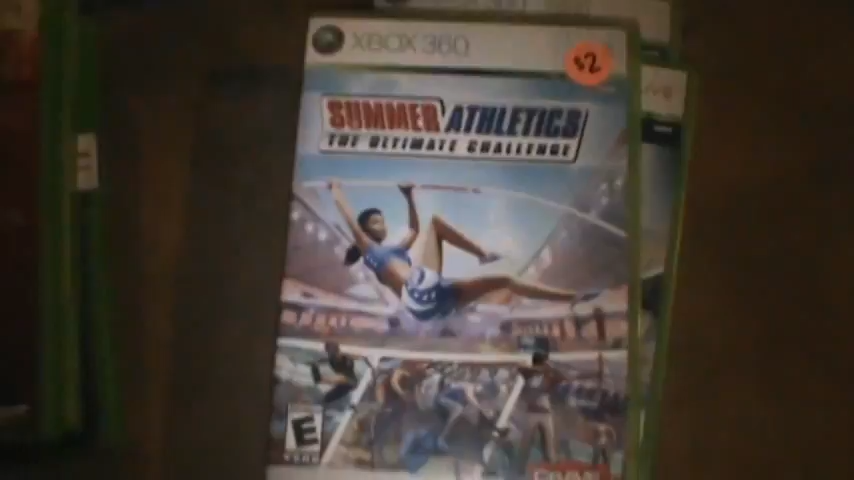 XBOX 360
$2
SUMMER ATHLETICS
THE ULTIMATE CHALLENGE
E